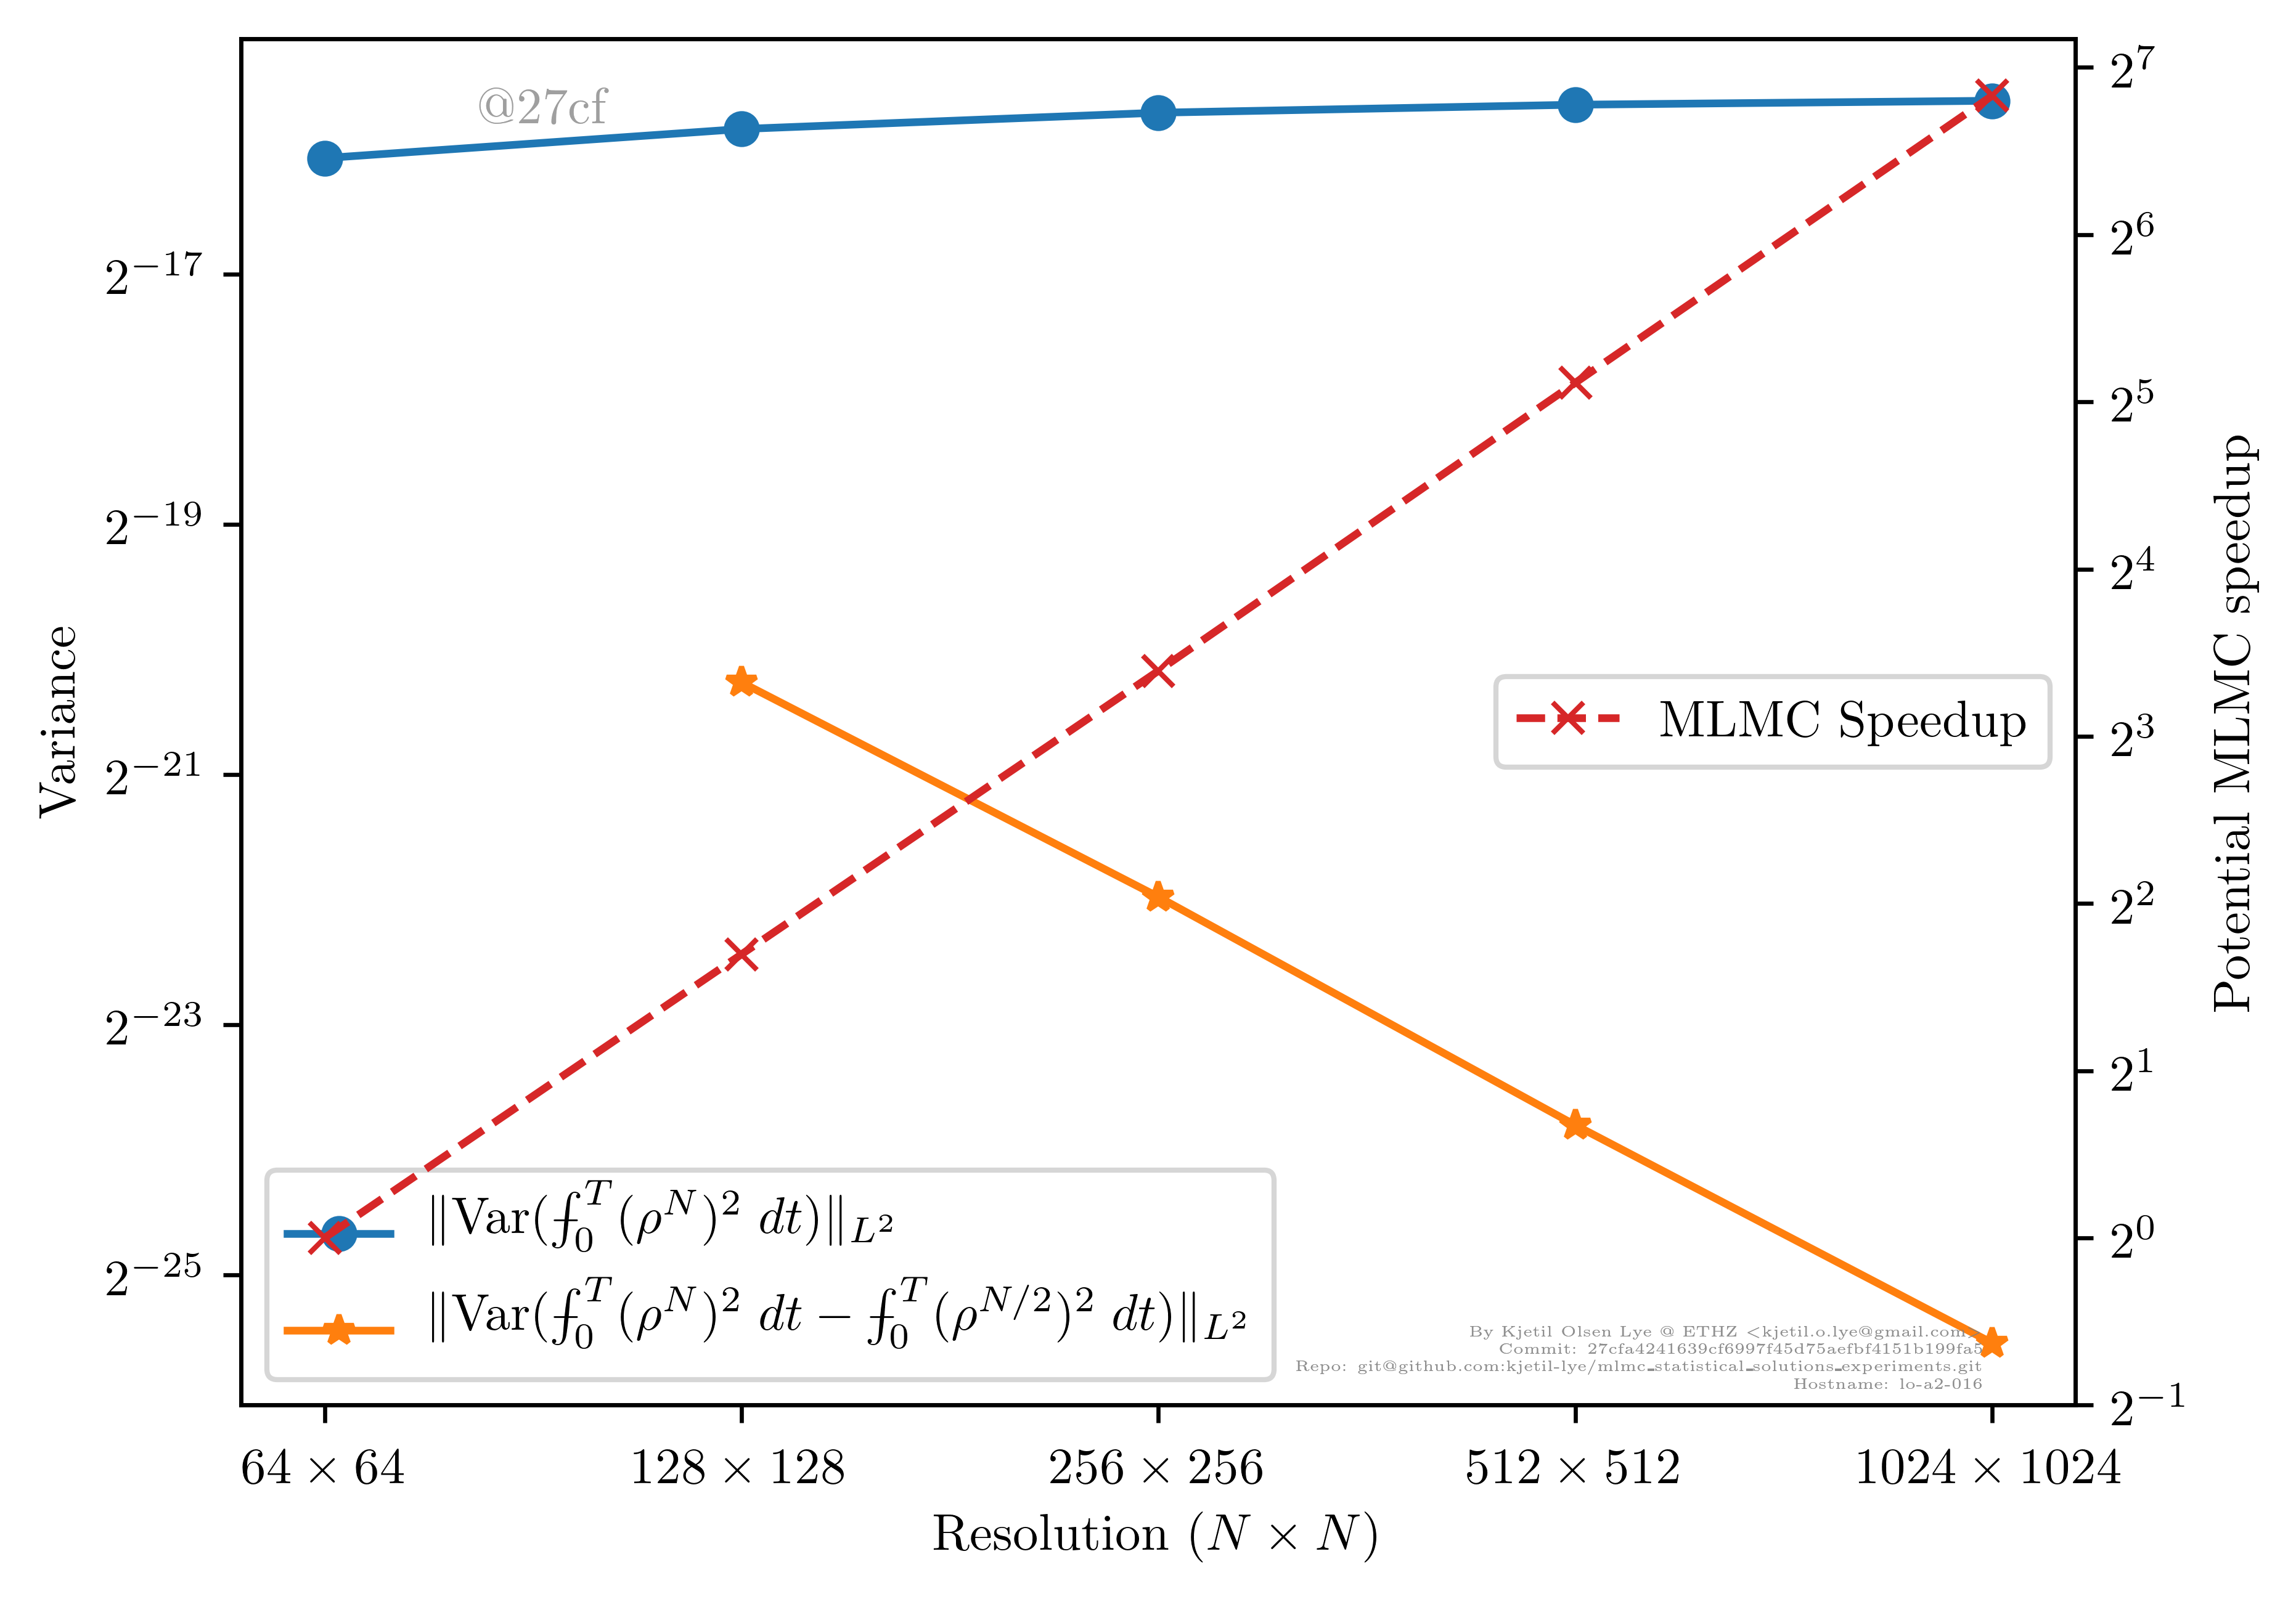 @27cf
2^{-17}
2^{-19}
2^{-21}
2^{-23}
2^{-25}
Variance
2^7
2^6
2^5
2^4
2^3
2^2
2^1
2^0
2^{-1}
Potential MLMC speedup
MLMC Speedup
‖Var(⨍_0^T (ρ^N)^2 dt)‖_{L^2}
‖Var(⨍_0^T (ρ^N)^2 dt − ⨍_0^T (ρ^{N/2})^2 dt)‖_{L^2}
By Kjetil Olsen Lye @ ETHZ <kjetil.o.lye@gmail.com>
Commit: 27cfa4241639cf6997f45d75aefbf4151b199fa5
Repo: git@github.com:kjetil-lye/mlmc_statistical_solutions_experiments.git
Hostname: lo-a2-016
64 × 64 128 × 128 256 × 256 512 × 512 1024 × 1024
Resolution (N × N)